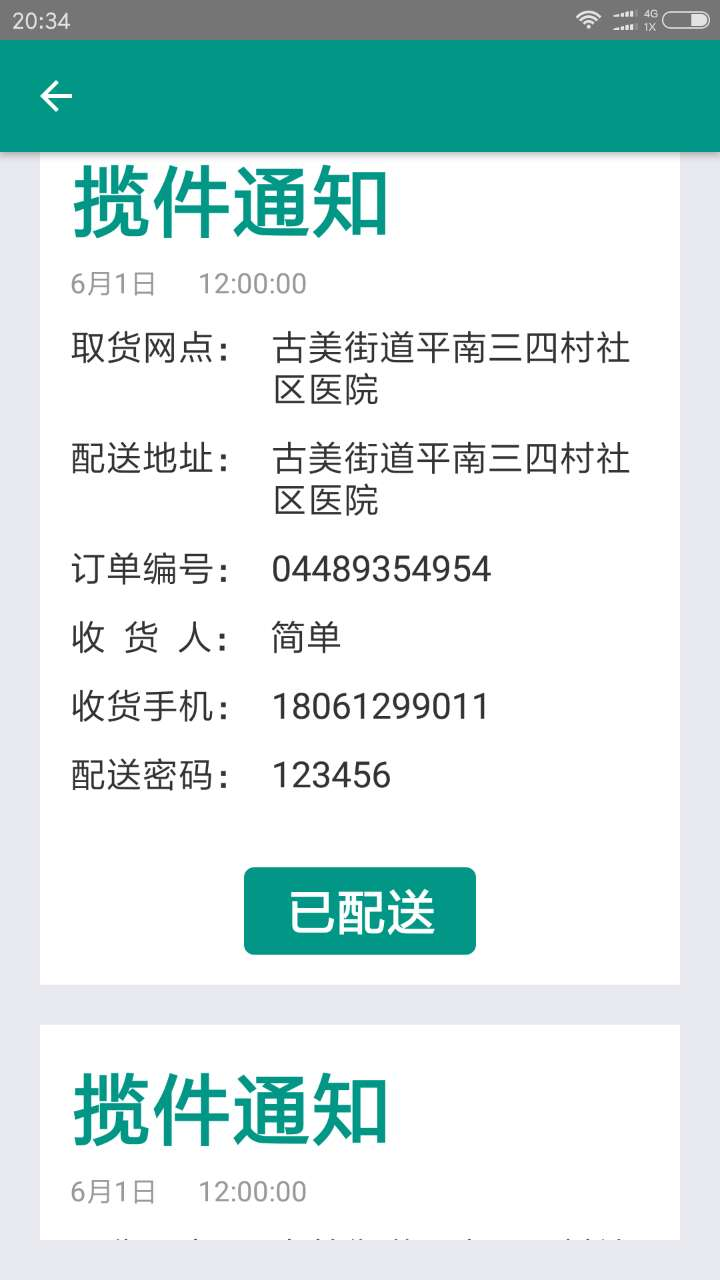 20:34
4G
1X
揽件通知
6月1日 12:00:00
取货网点： 古美街道平南三四村社
区医院
配送地址： 古美街道平南三四村社
区医院
订单编号： 04489354954
收 货 人： 简单
收货手机： 18061299011
配送密码： 123456
已配送
揽件通知
6月1日 12:00:00